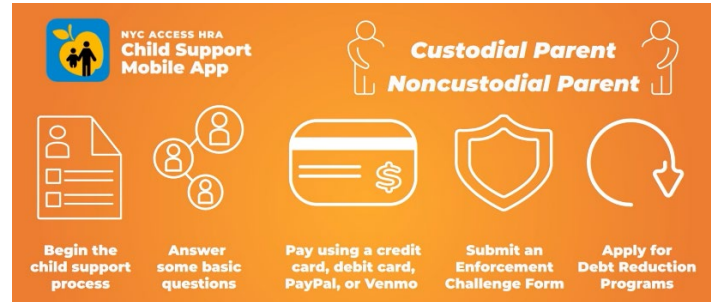 NYC ACCESS HRA
Child Support
Mobile App
Custodial Parent
Noncustodial Parent
Begin the
child support
process
Answer
some basic
questions
$
Pay using a credit
card, debit card,
PayPal, or Venmo
Submit an
Enforcement
Challenge Form
Apply for
Debt Reduction
Programs